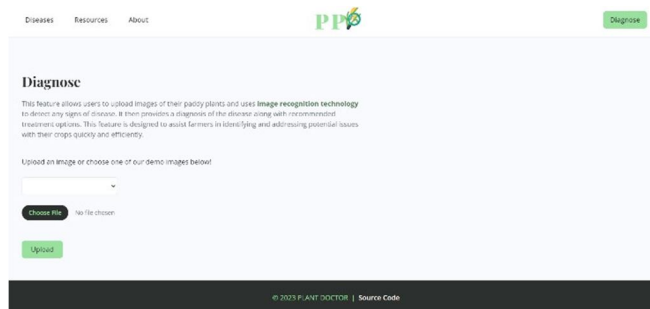 Diseases Resources About PP Diagnose
Diagnose
This feature allows users to upload images of their paddy plants and uses image recognition technology
to detect any signs of disease. It then provides a diagnosis of the disease along with recommended
treatment options. This feature is designed to assist farmers in identifying and addressing potential issues
with their crops quickly and efficiently.
Upload an image or choose one of our demo images below!
Choose File No file chosen
Upload
© 2023 PLANT DOCTOR | Source Code